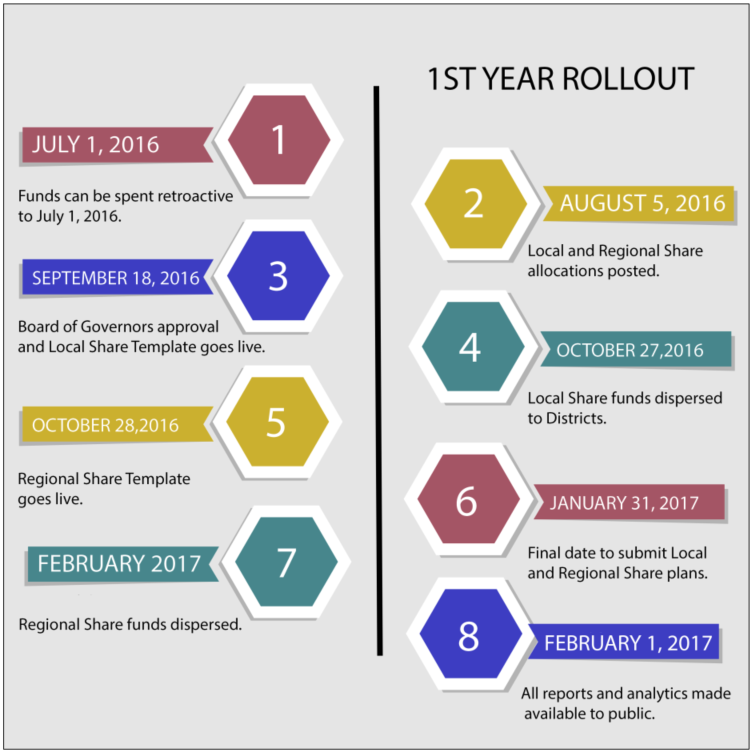 1ST YEAR ROLLOUT
1
JULY 1, 2016
Funds can be spent retroactive
to July 1, 2016.
2
AUGUST 5, 2016
Local and Regional Share
allocations posted.
3
SEPTEMBER 18, 2016
Board of Governors approval
and Local Share Template goes live.
4
OCTOBER 27,2016
Local Share funds dispersed
to Districts.
5
OCTOBER 28,2016
Regional Share Template
goes live.
6
JANUARY 31, 2017
Final date to submit Local
and Regional Share plans.
7
FEBRUARY 2017
Regional Share funds dispersed.
8
FEBRUARY 1, 2017
All reports and analytics made
available to public.